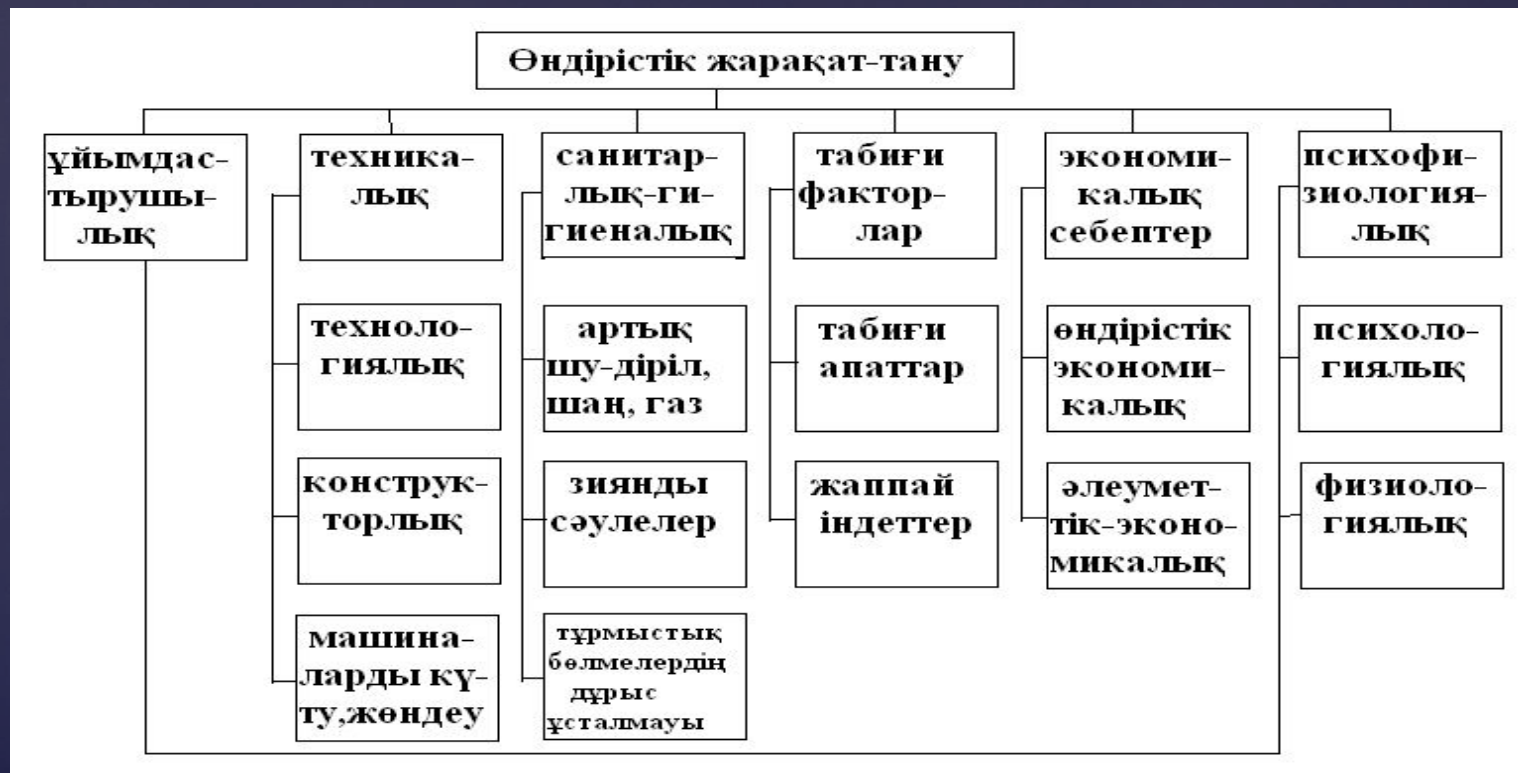 Өндірістік жарақат-тану
ұйымдас-
тырушы-
лық
техника-
лық
санитар-
лық-ги-
гиеналық
табиғи
фактор-
лар
экономи-
калық
себептер
психофи-
зиология-
лық
техноло-
гиялық
артық
шу-діріл,
шаң, газ
табиғи
апаттар
өндірістік
экономи-
калық
психоло-
гиялық
конструк-
торлық
зиянды
сәулелер
жаппай
індеттер
әлеумет-
тік-эконо-
микалық
физиоло-
гиялық
машина-
ларды кү-
ту,жөндеу
тұрмыстық
бөлмелердің
дұрыс
ұсталмауы